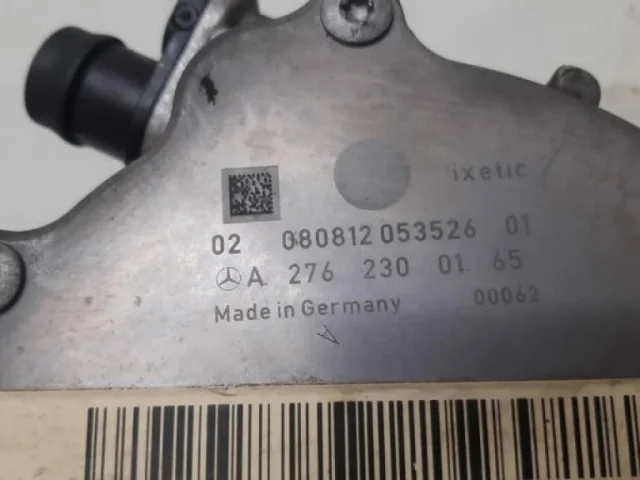 ixetic
02 080812 053526 01
A. 276 230 01.65
Made in Germany 00062